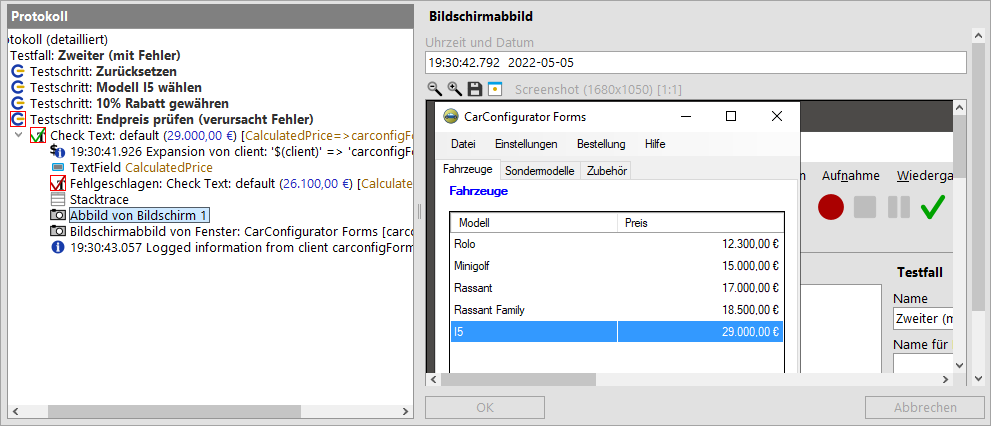 Protokoll
otokoll (detailliert)
Testfall: Zweiter (mit Fehler)
Testschritt: Zurücksetzen
Testschritt: Modell I5 wählen
Testschritt: 10% Rabatt gewähren
Testschritt: Endpreis prüfen (verursacht Fehler)
Check Text: default (29.000,00 €) [CalculatedPrice=>carconfigFo
19:30:41.926 Expansion von client: '$(client)' => 'carconfigFo
TextField CalculatedPrice
Fehlgeschlagen: Check Text: default (26.100,00 €) [Calculate
Stacktrace
Abbild von Bildschirm 1
Bildschirmabbild von Fenster: CarConfigurator Forms [carco
19:30:43.057 Logged information from client carconfigForm
Bildschirmabbild
Uhrzeit und Datum
19:30:42.792 2022-05-05
Screenshot (1680x1050) [1:1]
CarConfigurator Forms
Datei Einstellungen Bestellung Hilfe
Fahrzeuge Sondermodelle Zubehör
Fahrzeuge
Modell Preis
Rolo 12.300,00 €
Minigolf 15.000,00 €
Rassant 17.000,00 €
Rassant Family 18.500,00 €
I5 29.000,00 €
n Aufnahme Wiederga
Testfall
Name
Zweiter (m
Name für
OK Abbrechen